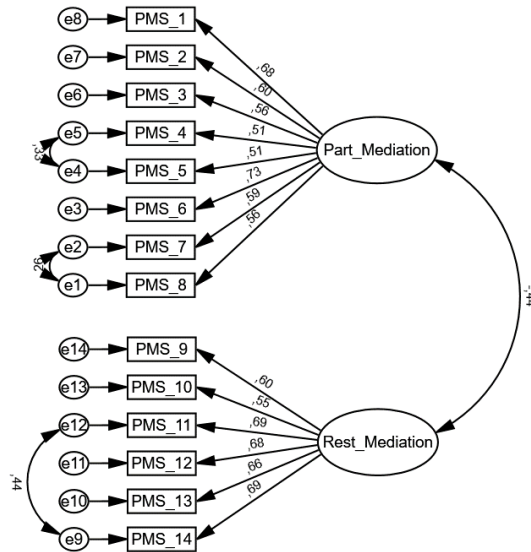 e8 PMS_1
,68
e7 PMS_2
,60
e6 PMS_3
,56
e5 PMS_4
,51
,33
e4 PMS_5
,51
e3 PMS_6
,73
e2 PMS_7
,59
,26
e1 PMS_8
,56
Part_Mediation
-,44
e14 PMS_9
,60
e13 PMS_10
,55
e12 PMS_11
,69
e11 PMS_12
,68
e10 PMS_13
,66
e9 PMS_14
,69
,44
Rest_Mediation